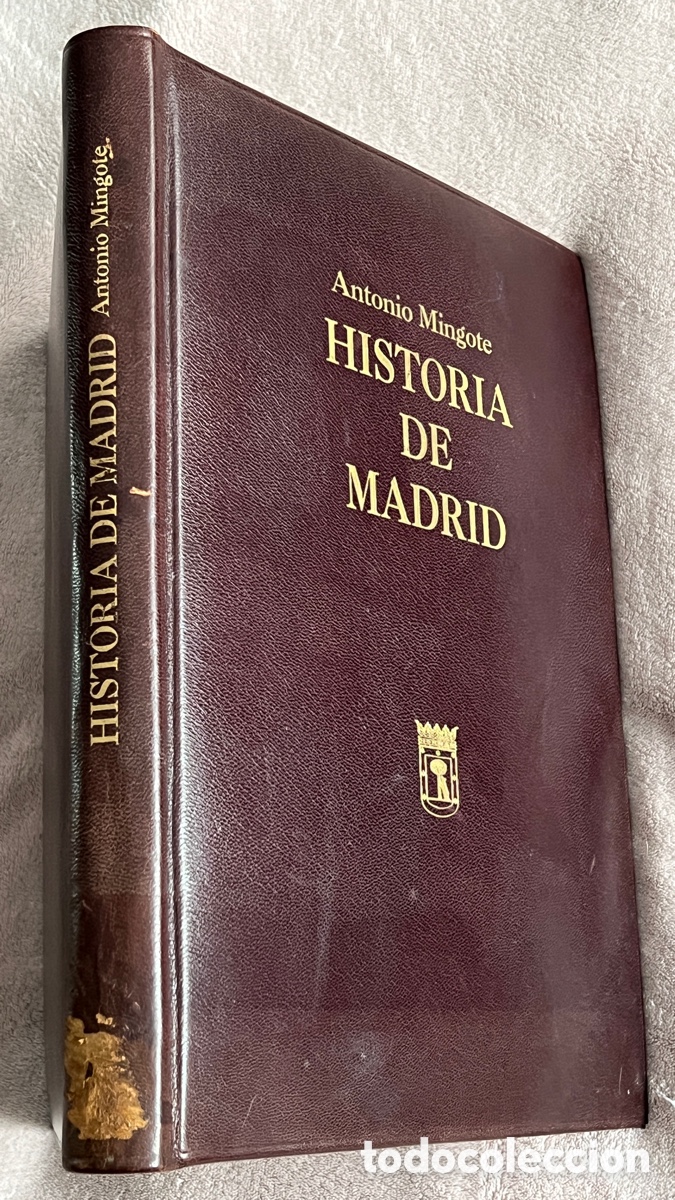 Antonio Mingote
HISTORIA
DE
MADRID
HISTORIA DE MADRID Antonio Mingote
todocoleccion